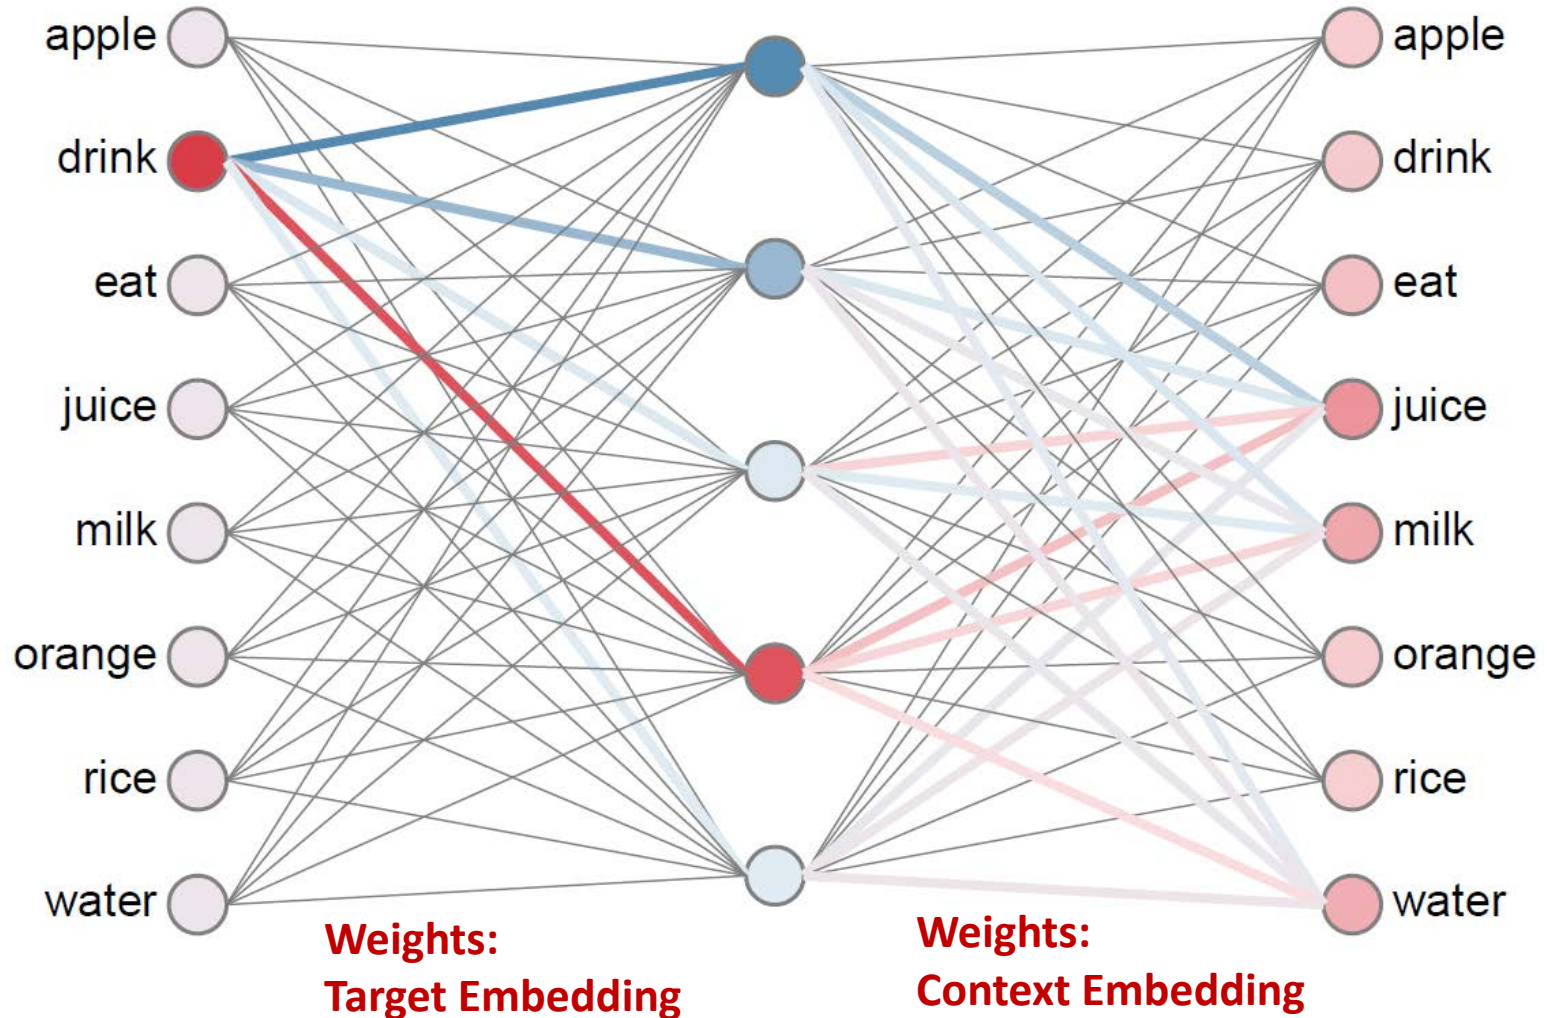 apple
drink
eat
juice
milk
orange
rice
water
apple
drink
eat
juice
milk
orange
rice
water
Weights:
Target Embedding
Weights:
Context Embedding